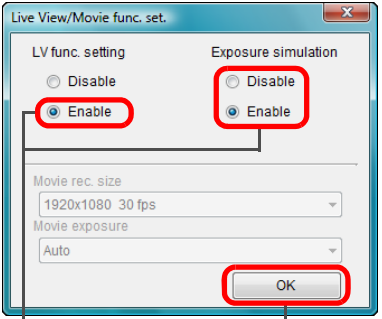 Live View/Movie func. set.
LV func. setting Exposure simulation
Disable Disable
Enable Enable
Movie rec. size
1920x1080 30 fps
Movie exposure
Auto
OK